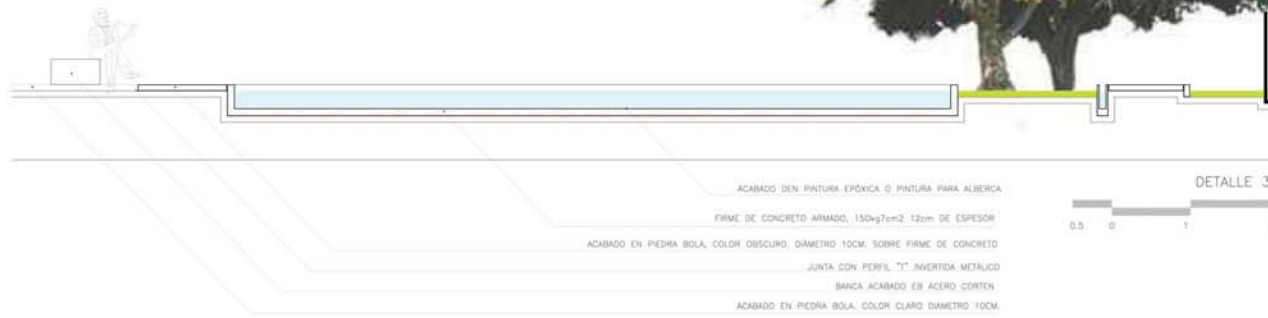 ACABADO DEN PINTURA EPÓXICA O PINTURA PARA ALBERCA
DETALLE 3
FIRME DE CONCRETO ARMADO, 150kg7cm2 12cm DE ESPESOR
0.5 0 1
ACABADO EN PIEDRA BOLA, COLOR OBSCURO, DIÁMETRO 10CM. SOBRE FIRME DE CONCRETO
JUNTA CON PERFIL "T" INVERTIDA METÁLICO
BANCA ACABADO EB ACERO CORTEN
ACABADO EN PIEDRA BOLA, COLOR CLARO DIAMETRO 10CM.